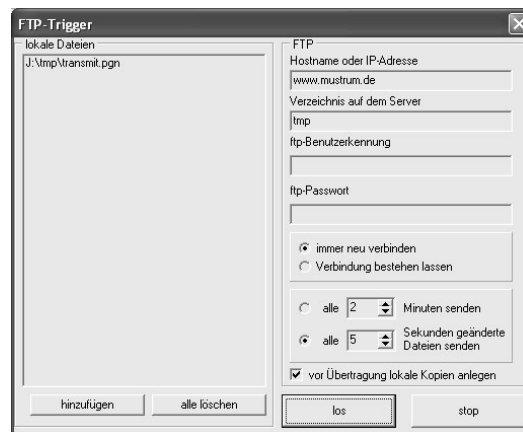 FTP-Trigger
lokale Dateien
J:\tmp\transmit.pgn
hinzufügen
alle löschen
FTP
Hostname oder IP-Adresse
www.mustrum.de
Verzeichnis auf dem Server
tmp
ftp-Benutzerkennung
ftp-Passwort
immer neu verbinden
Verbindung bestehen lassen
alle 2 Minuten senden
alle 5 Sekunden geänderte
Dateien senden
vor Übertragung lokale Kopien anlegen
los
stop